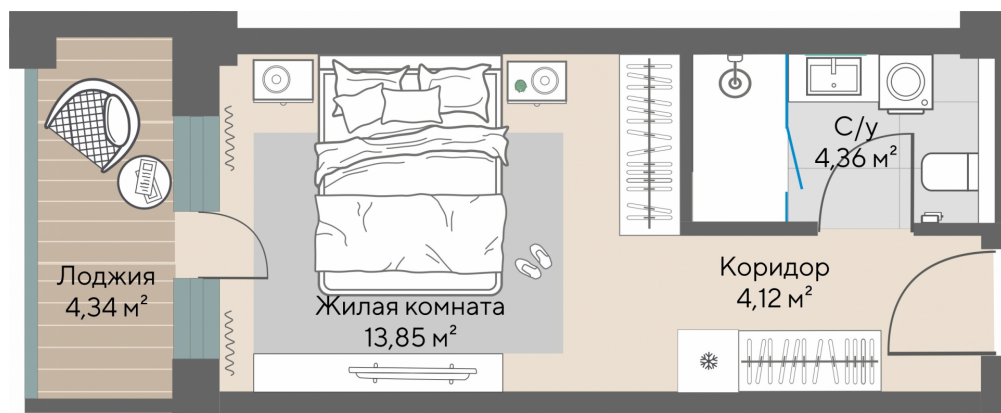 С/у
4,36 м²
Коридор
4,12 м²
Лоджия
4,34 м²
Жилая комната
13,85 м²